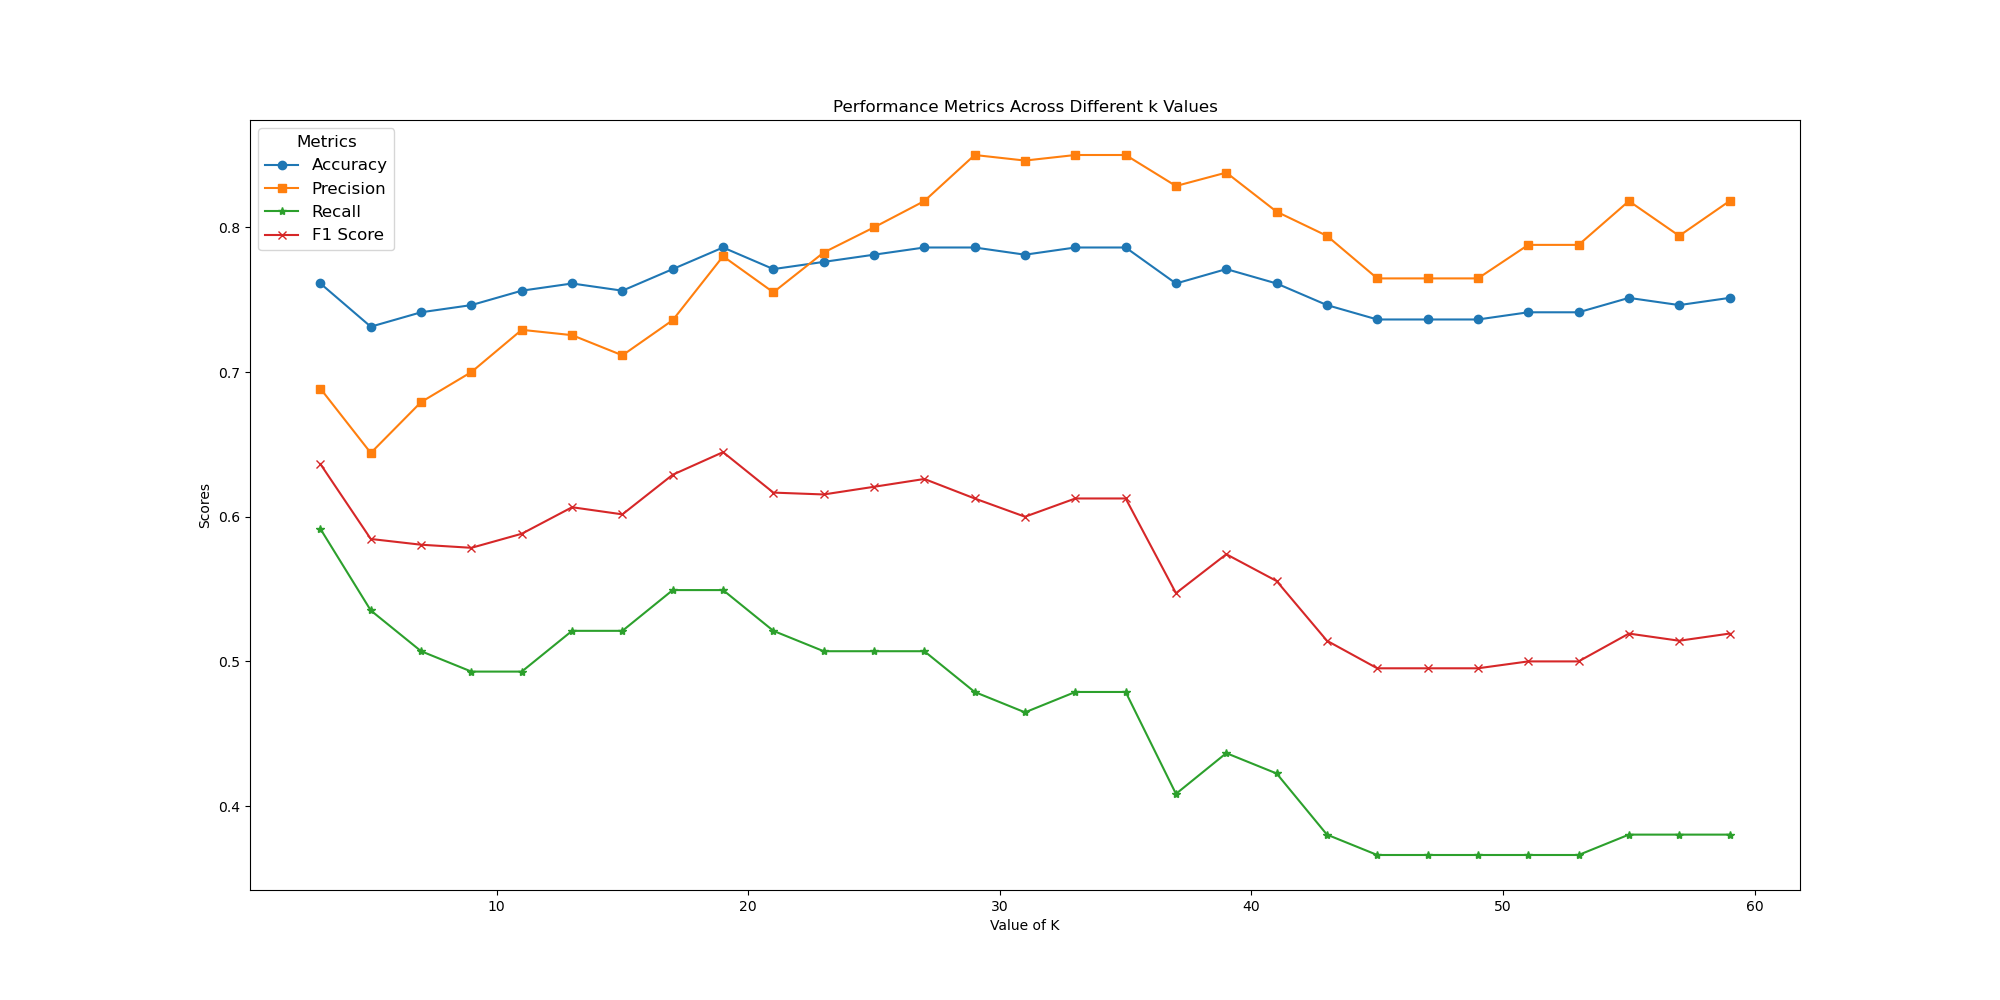 Performance Metrics Across Different k Values
Metrics
Accuracy
Precision
Recall
F1 Score
0.8
0.7
0.6
0.5
0.4
Scores
10 20 30 40 50 60
Value of K